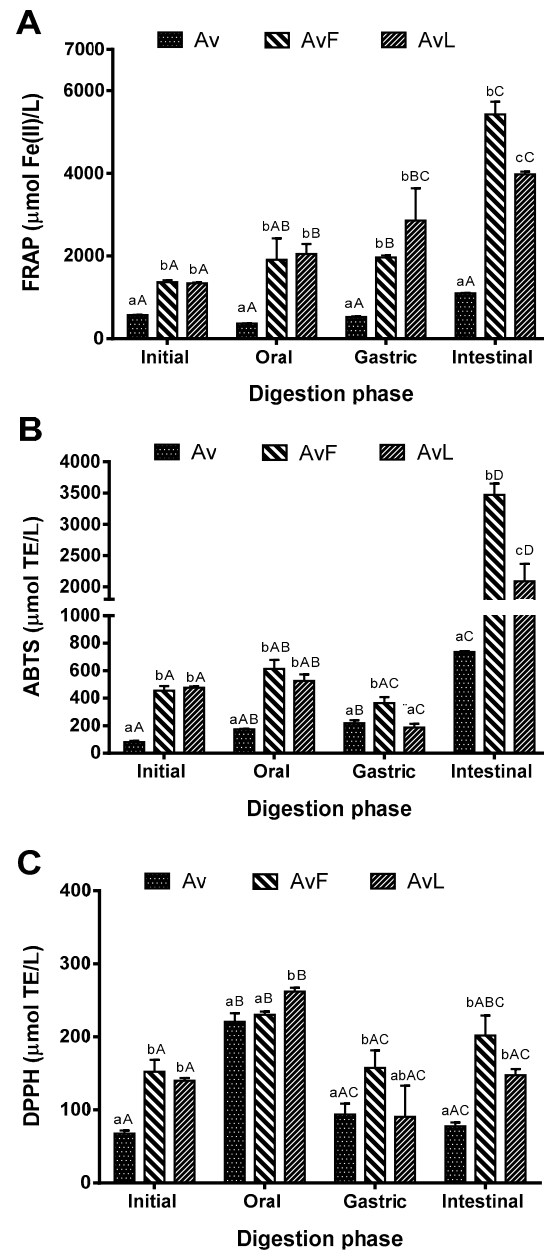 A
Av AvF AvL
7000
6000
4000
2000
0
FRAP (μmol Fe(II)/L)
aA bA bA aA bAB bB aA bB bBC aA bC cC
Initial Oral Gastric Intestinal
Digestion phase
B
Av AvF AvL
4000
3500
3000
2500
2000
1000
800
600
400
200
0
ABTS (μmol TE/L)
aA bA bA aAB bAB bAB aB bAC ¨aC aC bD cD
Initial Oral Gastric Intestinal
Digestion phase
C
Av AvF AvL
400
300
200
100
0
DPPH (μmol TE/L)
aA bA bA aB aB bB aAC bAC abAC aAC bABC bAC
Initial Oral Gastric Intestinal
Digestion phase